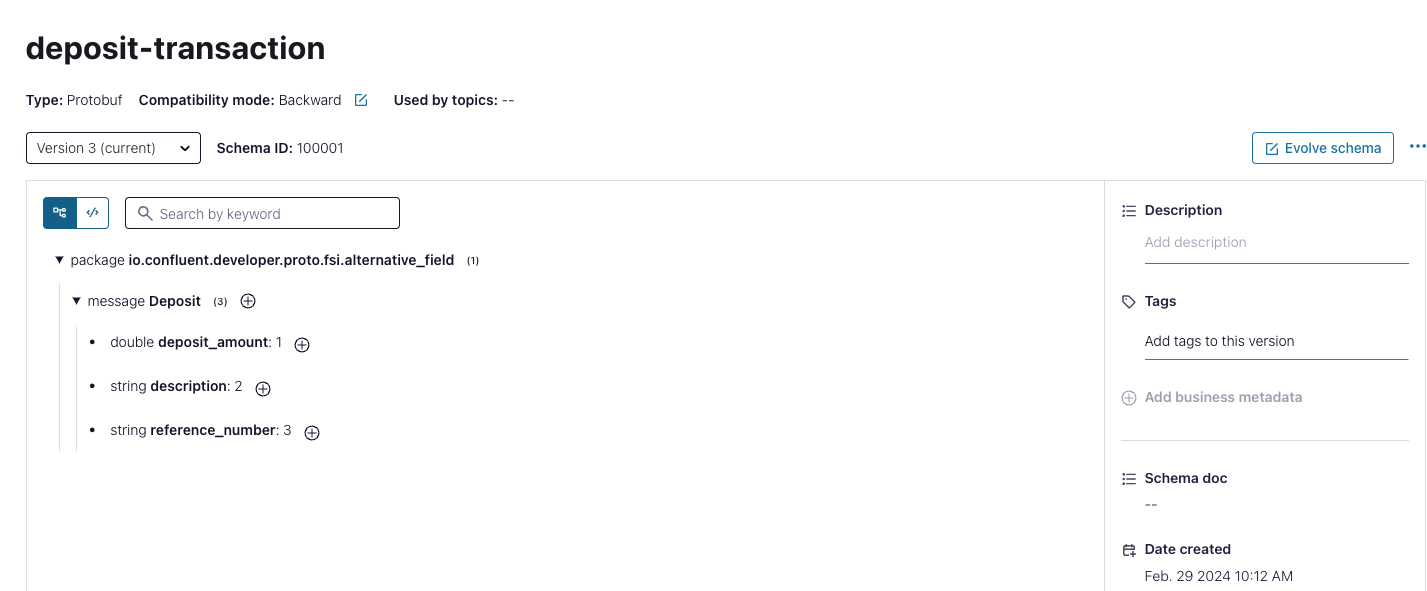 deposit-transaction
Type: Protobuf Compatibility mode: Backward Used by topics: --
Version 3 (current) Schema ID: 100001 Evolve schema
Search by keyword
package io.confluent.developer.proto.fsi.alternative_field (1)
message Deposit (3)
double deposit_amount: 1
string description: 2
string reference_number: 3
Description
Add description
Tags
Add tags to this version
Add business metadata
Schema doc
--
Date created
Feb. 29 2024 10:12 AM